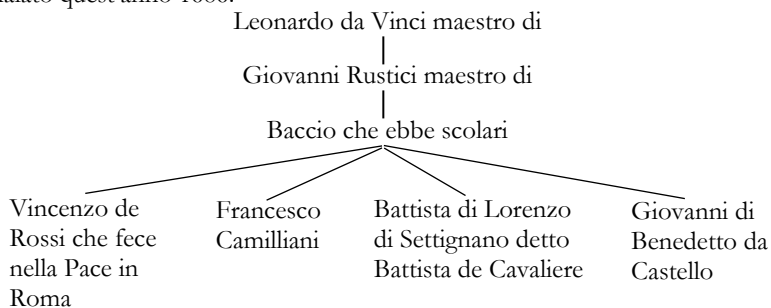 quest'anno
Leonardo da Vinci maestro di
Giovanni Rustici maestro di
Baccio che ebbe scolari
Vincenzo de
Rossi che fece
nella Pace in
Roma
Francesco
Camilliani
Battista di Lorenzo
di Settignano detto
Battista de Cavaliere
Giovanni di
Benedetto da
Castello